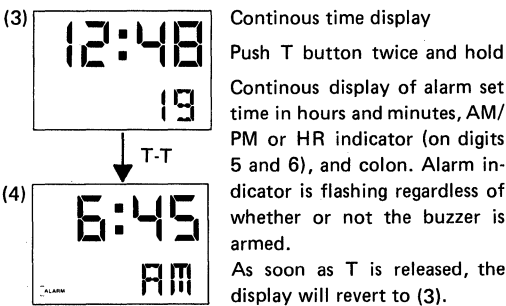 (3)
12:48
19
Continous time display
Push T button twice and hold
T-T
(4)
6:45
ALARM
AM
Continous display of alarm set
time in hours and minutes, AM/
PM or HR indicator (on digits
5 and 6), and colon. Alarm in-
dicator is flashing regardless of
whether or not the buzzer is
armed.
As soon as T is released, the
display will revert to (3).